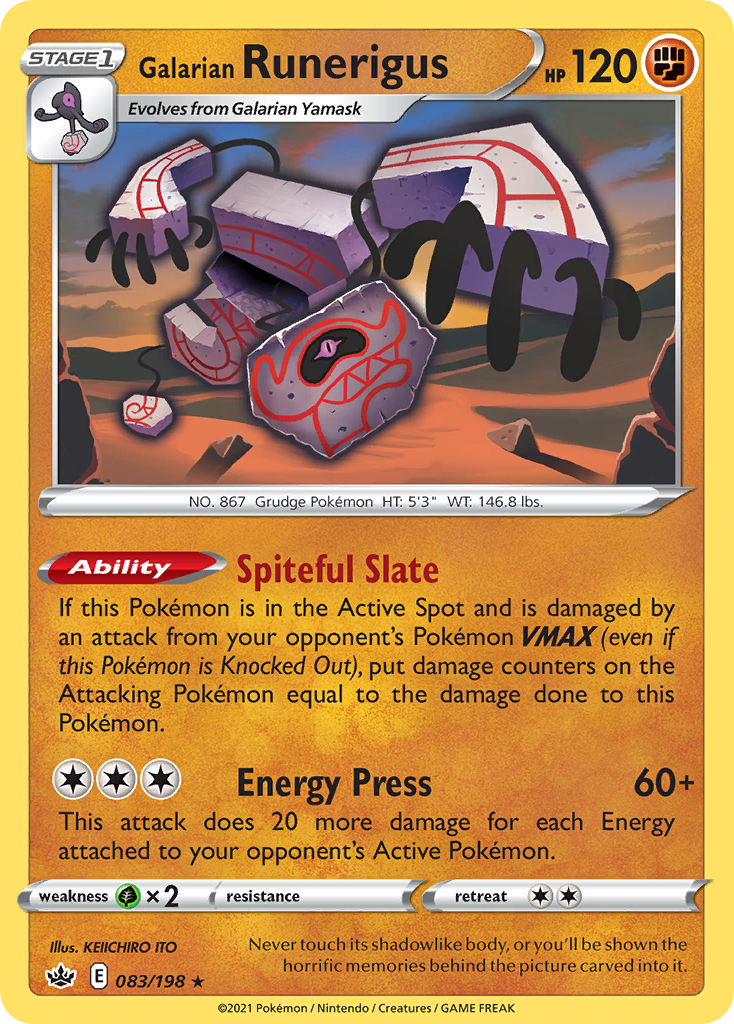 STAGE 1
Galarian Runerigus
HP 120
Evolves from Galarian Yamask
NO. 867 Grudge Pokémon HT: 5'3" WT: 146.8 lbs.
Ability Spiteful Slate
If this Pokémon is in the Active Spot and is damaged by
an attack from your opponent's Pokémon VMAX (even if
this Pokémon is Knocked Out), put damage counters on the
Attacking Pokémon equal to the damage done to this
Pokémon.
Energy Press 60+
This attack does 20 more damage for each Energy
attached to your opponent's Active Pokémon.
weakness ×2 resistance retreat
Illus. KEIICHIRO ITO
Never touch its shadowlike body, or you'll be shown the
horrific memories behind the picture carved into it.
E 083/198 ★
©2021 Pokémon / Nintendo / Creatures / GAME FREAK